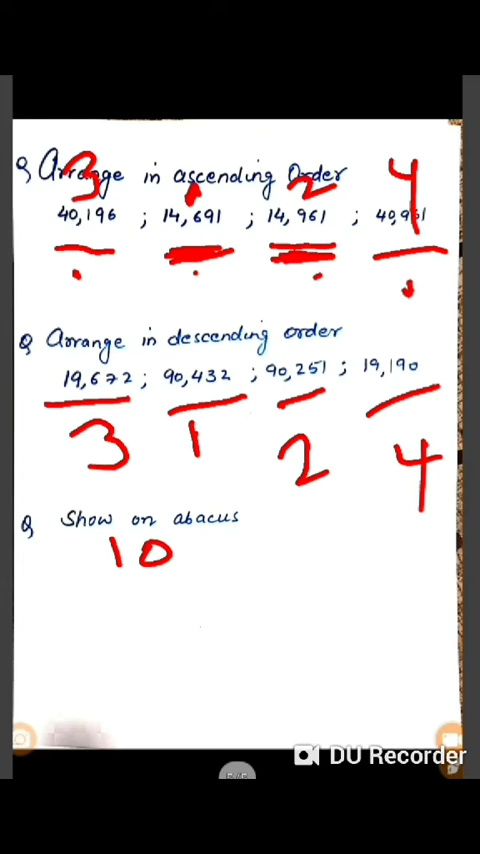 Q Arrange in ascending Order
3 1 2 4
40,196 ; 14,691 ; 14,961 ; 40,961
Q Arrange in descending order
19,672 ; 90,432 ; 90,251 ; 19,190
3 1 2 4
Q Show on abacus
10
DU Recorder